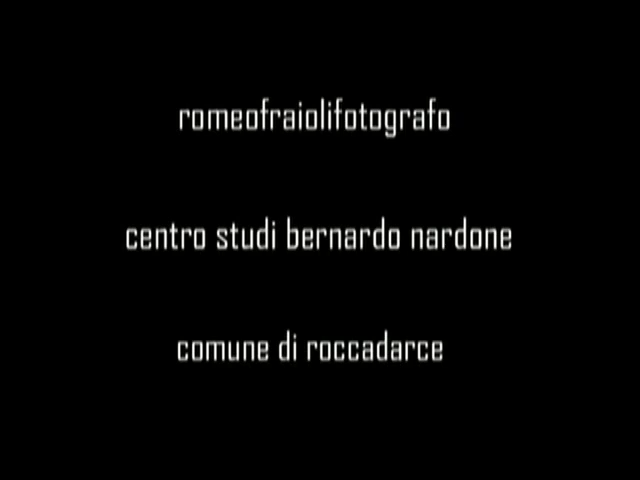 romeofraiolifotografo
centro studi bernardo nardone
comune di roccadarce